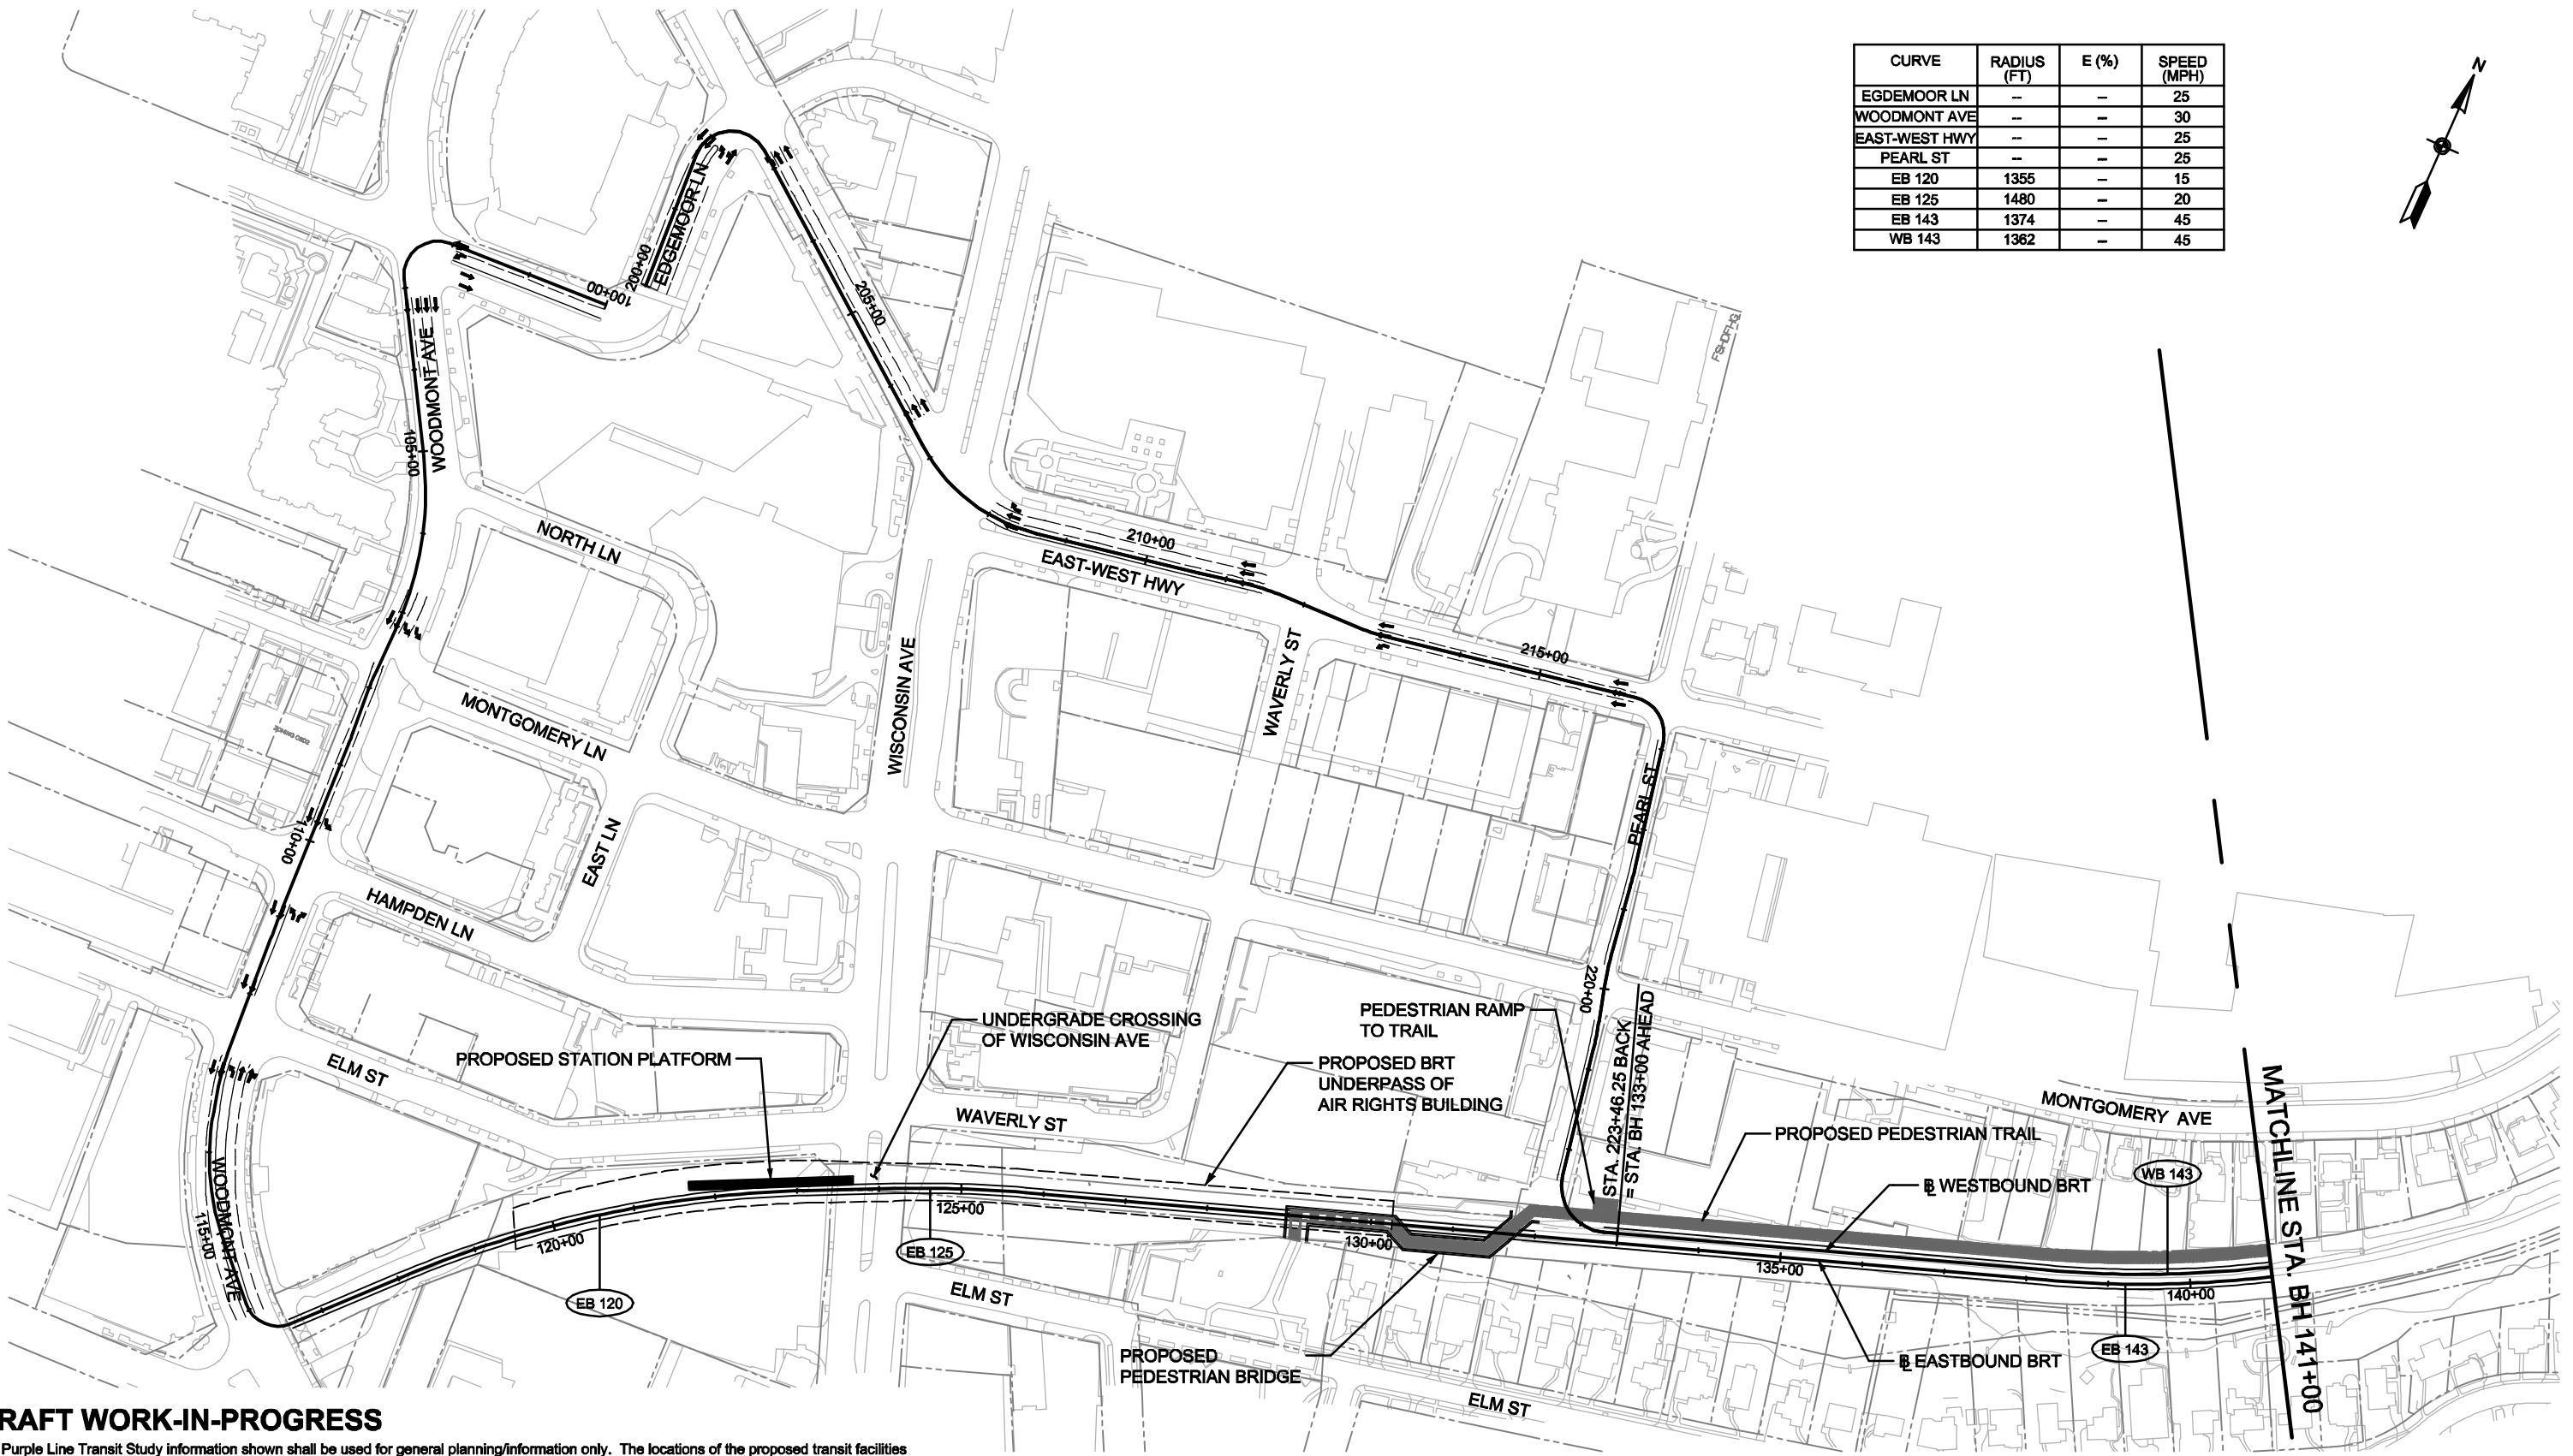 CURVE RADIUS (FT) E (%) SPEED (MPH)
EGDEMOOR LN -- -- 25
WOODMONT AVE -- -- 30
EAST-WEST HWY -- -- 25
PEARL ST -- -- 25
EB 120 1355 -- 15
EB 125 1480 -- 20
EB 143 1374 -- 45
WB 143 1362 -- 45
N
EDGEMOOR LN
200+00
100+00
205+00
WOODMONT AVE
105+00
NORTH LN
210+00
EAST-WEST HWY
WISCONSIN AVE
WAVERLY ST
215+00
MONTGOMERY LN
PEARL ST
110+00
EAST LN
HAMPDEN LN
220+00
PEDESTRIAN RAMP
TO TRAIL
STA. 223+46.25 BACK
= STA. BH 133+00 AHEAD
UNDERGRADE CROSSING
OF WISCONSIN AVE
PROPOSED STATION PLATFORM
ELM ST
PROPOSED BRT
UNDERPASS OF
AIR RIGHTS BUILDING
WAVERLY ST
MONTGOMERY AVE
PROPOSED PEDESTRIAN TRAIL
MATCHLINE STA. BH 141+00
WB 143
BL WESTBOUND BRT
WOODMONT AVE
115+00
120+00
125+00
EB 125
130+00
135+00
140+00
EB 120
ELM ST
PROPOSED
PEDESTRIAN BRIDGE
BL EASTBOUND BRT
EB 143
ELM ST
RAFT WORK-IN-PROGRESS
Purple Line Transit Study information shown shall be used for general planning/information only. The locations of the proposed transit facilities